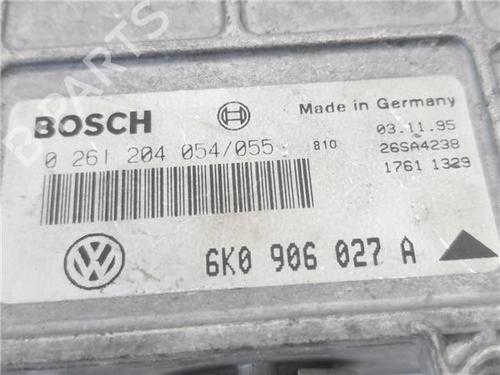 B-PARTS
BOSCH
Made in Germany
0 261 204 054/055
810
03.11.95
26SA4238
1761 1329
6K0 906 027 A